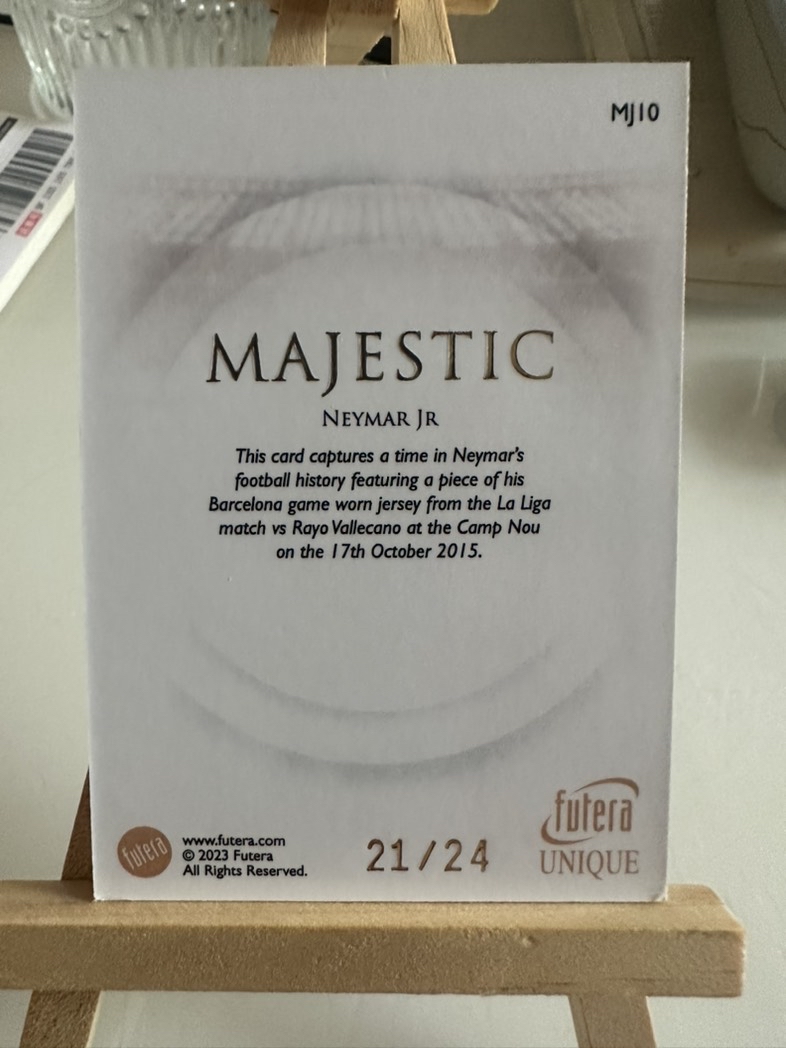 MJ10
MAJESTIC
NEYMAR JR
This card captures a time in Neymar's
football history featuring a piece of his
Barcelona game worn jersey from the La Liga
match vs Rayo Vallecano at the Camp Nou
on the 17th October 2015.
futera
www.futera.com
© 2023 Futera
All Rights Reserved.
21/24
futera
UNIQUE